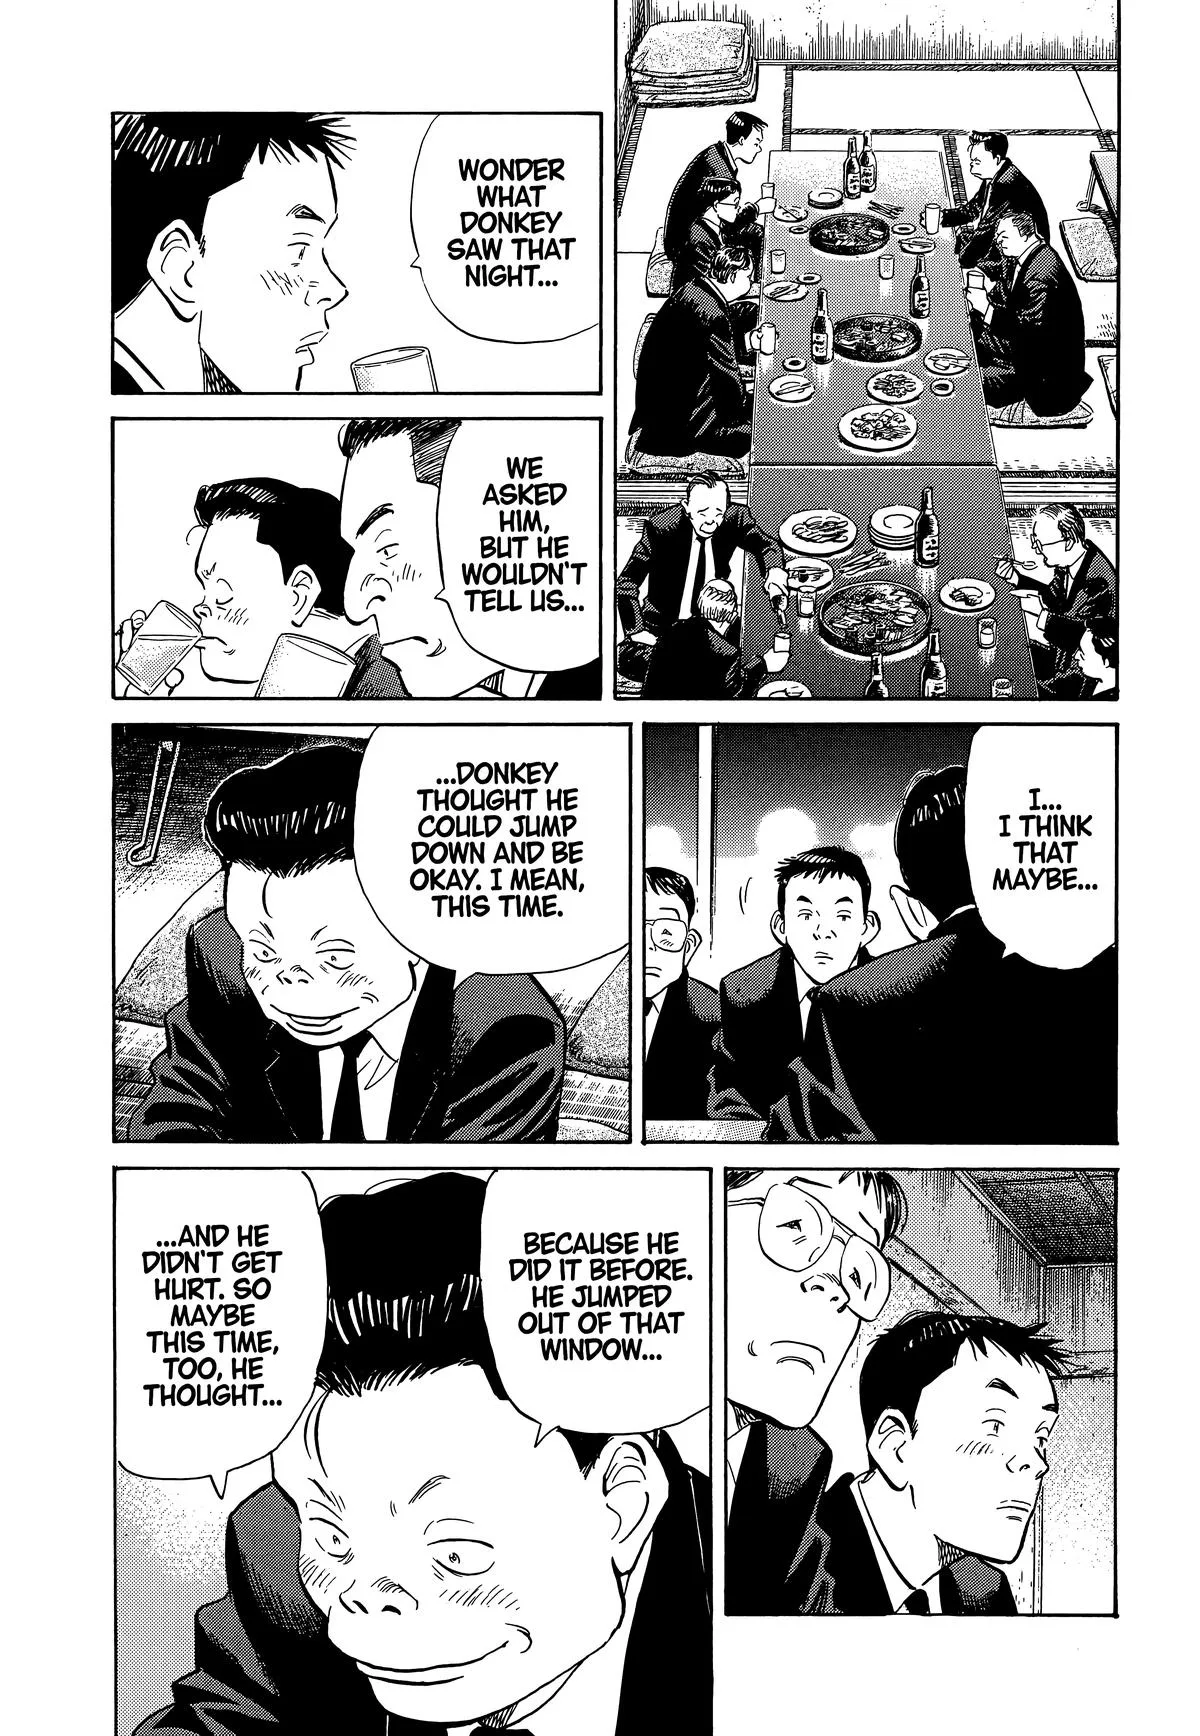 WONDER
WHAT
DONKEY
SAW THAT
NIGHT...
WE
ASKED
HIM,
BUT HE
WOULDN'T
TELL US...
I...
I THINK
THAT
MAYBE...
...DONKEY
THOUGHT HE
COULD JUMP
DOWN AND BE
OKAY. I MEAN,
THIS TIME.
BECAUSE HE
DID IT BEFORE.
HE JUMPED
OUT OF THAT
WINDOW...
...AND HE
DIDN'T GET
HURT. SO
MAYBE
THIS TIME,
TOO, HE
THOUGHT...